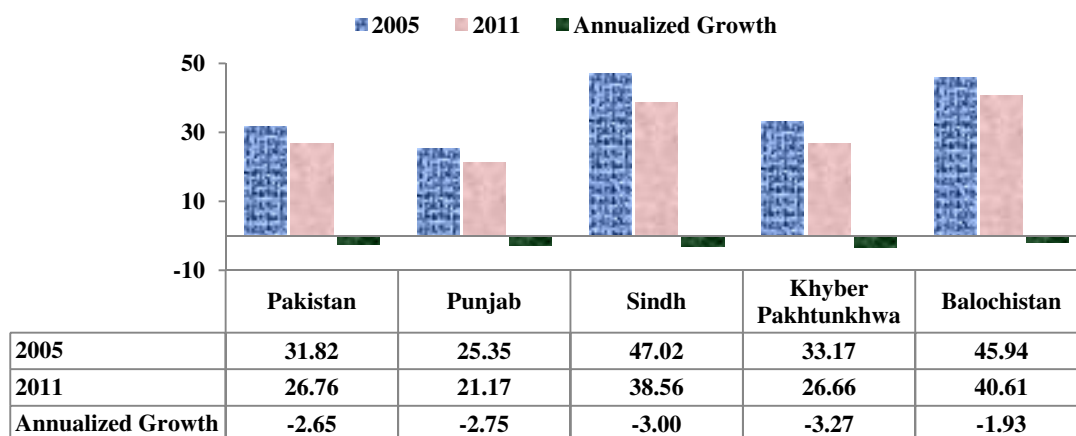 2005 2011 Annualized Growth
50
30
10
-10
Pakistan Punjab Sindh Khyber Pakhtunkhwa Balochistan
2005 31.82 25.35 47.02 33.17 45.94
2011 26.76 21.17 38.56 26.66 40.61
Annualized Growth -2.65 -2.75 -3.00 -3.27 -1.93